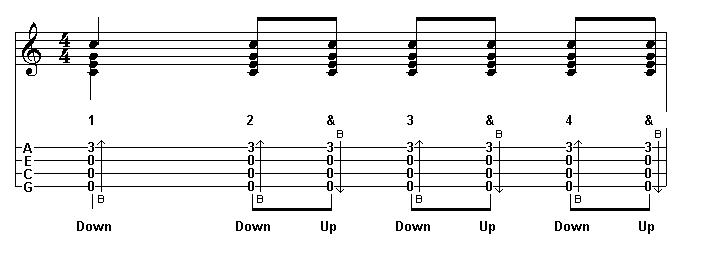 4
4
1 2 & 3 & 4 &
B B B
A 3 3 3 3 3 3 3
E 0 0 0 0 0 0 0
C 0 0 0 0 0 0 0
G 0 0 0 0 0 0 0
B B B B
Down Down Up Down Up Down Up